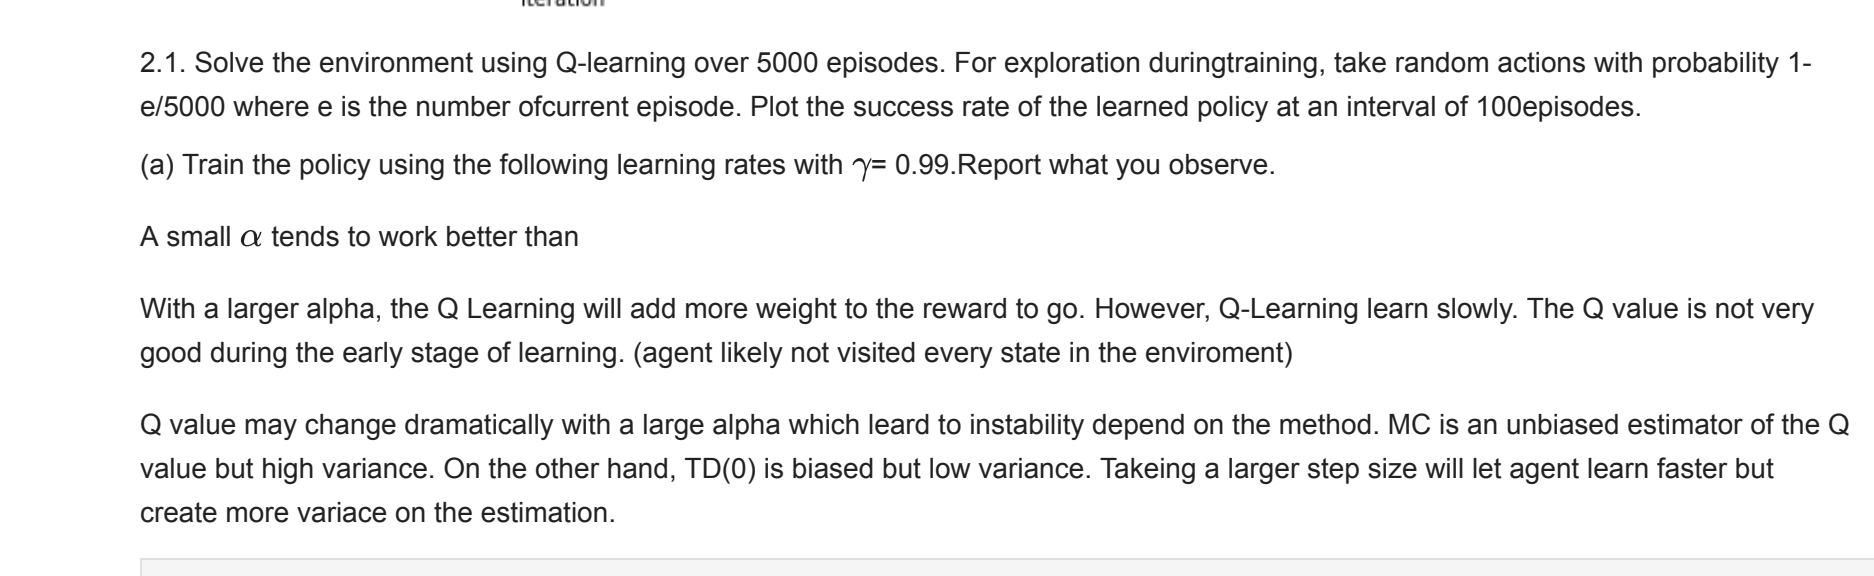 iteration
2.1. Solve the environment using Q-learning over 5000 episodes. For exploration duringtraining, take random actions with probability 1-
e/5000 where e is the number ofcurrent episode. Plot the success rate of the learned policy at an interval of 100episodes.
(a) Train the policy using the following learning rates with γ= 0.99.Report what you observe.
A small α tends to work better than
With a larger alpha, the Q Learning will add more weight to the reward to go. However, Q-Learning learn slowly. The Q value is not very
good during the early stage of learning. (agent likely not visited every state in the enviroment)
Q value may change dramatically with a large alpha which leard to instability depend on the method. MC is an unbiased estimator of the Q
value but high variance. On the other hand, TD(0) is biased but low variance. Takeing a larger step size will let agent learn faster but
create more variace on the estimation.